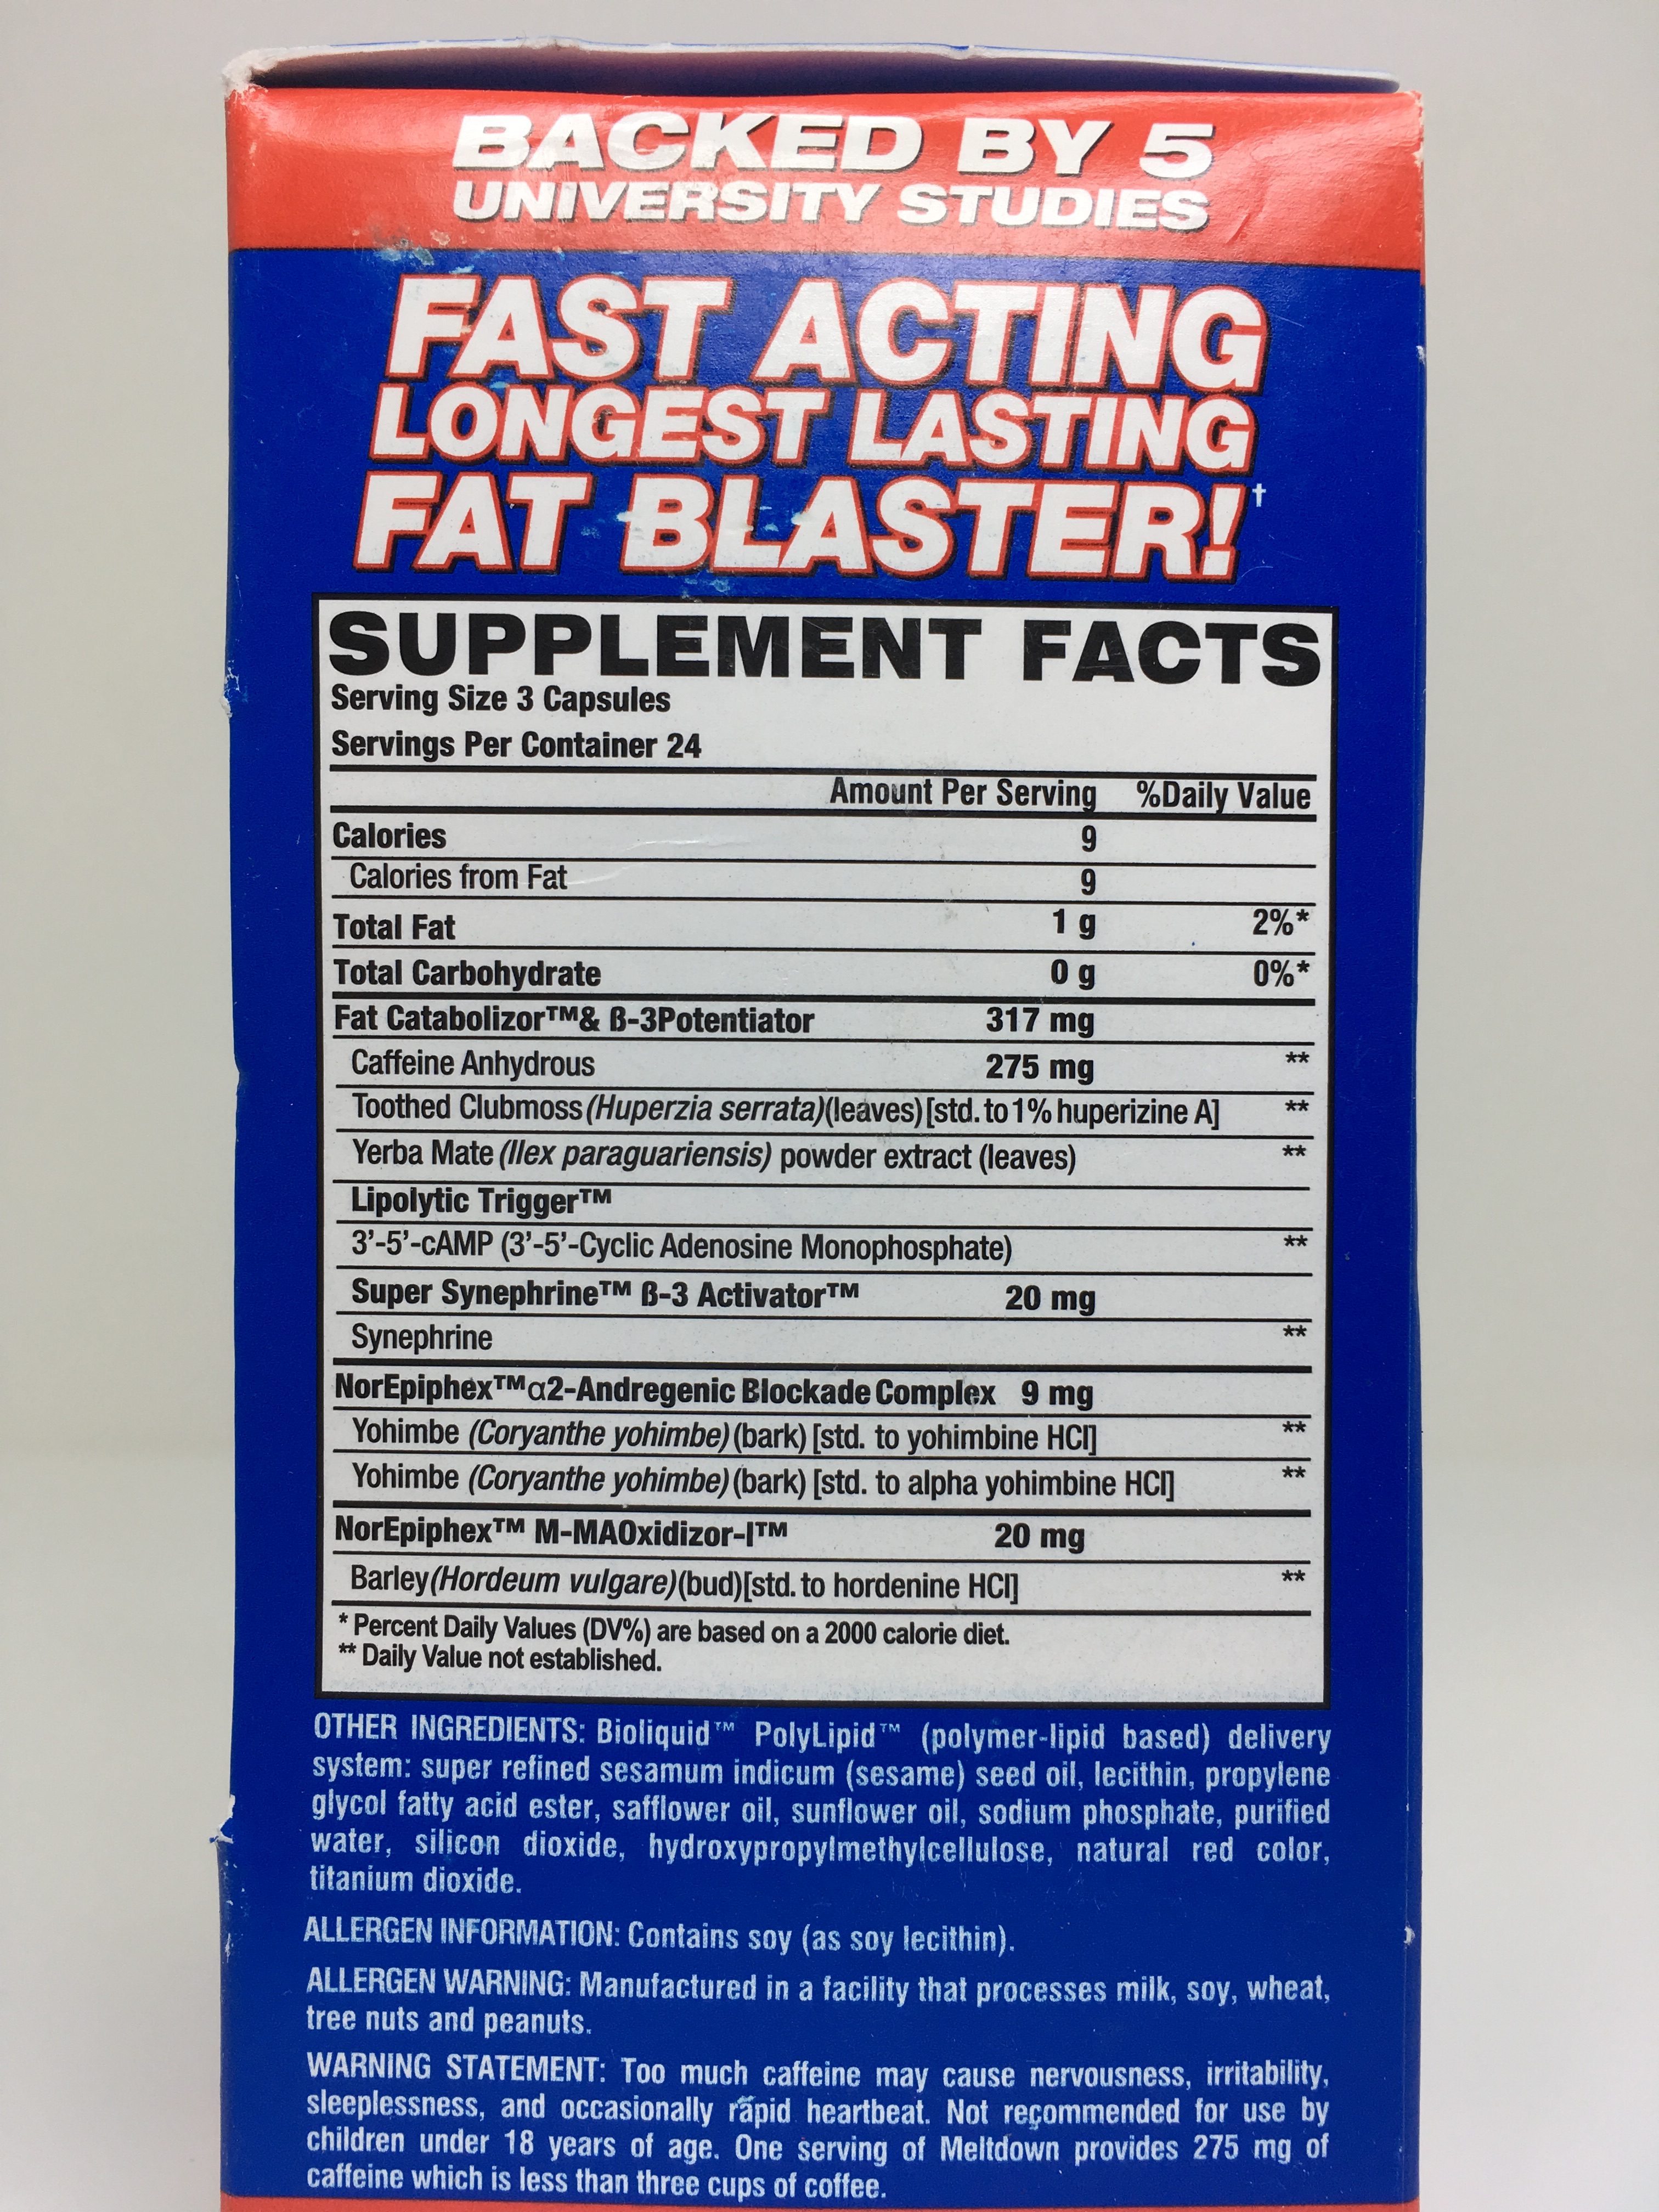 BACKED BY 5
UNIVERSITY STUDIES
FAST ACTING
LONGEST LASTING
FAT BLASTER!†
SUPPLEMENT FACTS
Serving Size 3 Capsules
Servings Per Container 24
Amount Per Serving %Daily Value
Calories 9
Calories from Fat 9
Total Fat 1 g 2%*
Total Carbohydrate 0 g 0%*
Fat Catabolizor™& ß-3Potentiator 317 mg
Caffeine Anhydrous 275 mg **
Toothed Clubmoss (Huperzia serrata)(leaves)[std. to 1% huperizine A] **
Yerba Mate (Ilex paraguariensis) powder extract (leaves) **
Lipolytic Trigger™
3'-5'-cAMP (3'-5'-Cyclic Adenosine Monophosphate) **
Super Synephrine™ ß-3 Activator™ 20 mg
Synephrine **
NorEpiphex™α2-Andregenic Blockade Complex 9 mg
Yohimbe (Coryanthe yohimbe) (bark) [std. to yohimbine HCl] **
Yohimbe (Coryanthe yohimbe) (bark) [std. to alpha yohimbine HCl] **
NorEpiphex™ M-MAOxidizor-I™ 20 mg
Barley(Hordeum vulgare)(bud)[std. to hordenine HCl] **
* Percent Daily Values (DV%) are based on a 2000 calorie diet.
** Daily Value not established.
OTHER INGREDIENTS: Bioliquid™ PolyLipid™ (polymer-lipid based) delivery
system: super refined sesamum indicum (sesame) seed oil, lecithin, propylene
glycol fatty acid ester, safflower oil, sunflower oil, sodium phosphate, purified
water, silicon dioxide, hydroxypropylmethylcellulose, natural red color,
titanium dioxide.
ALLERGEN INFORMATION: Contains soy (as soy lecithin).
ALLERGEN WARNING: Manufactured in a facility that processes milk, soy, wheat,
tree nuts and peanuts.
WARNING STATEMENT: Too much caffeine may cause nervousness, irritability,
sleeplessness, and occasionally rapid heartbeat. Not recommended for use by
children under 18 years of age. One serving of Meltdown provides 275 mg of
caffeine which is less than three cups of coffee.